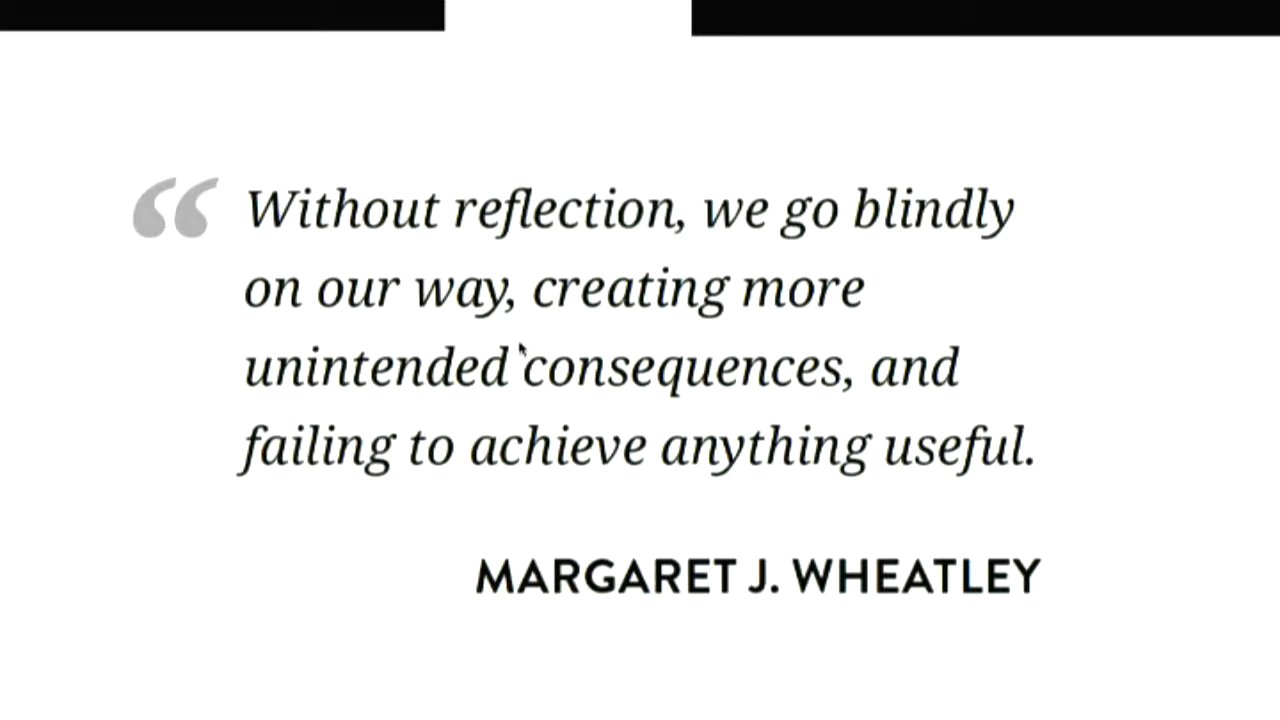 “ Without reflection, we go blindly
on our way, creating more
unintended consequences, and
failing to achieve anything useful.
MARGARET J. WHEATLEY